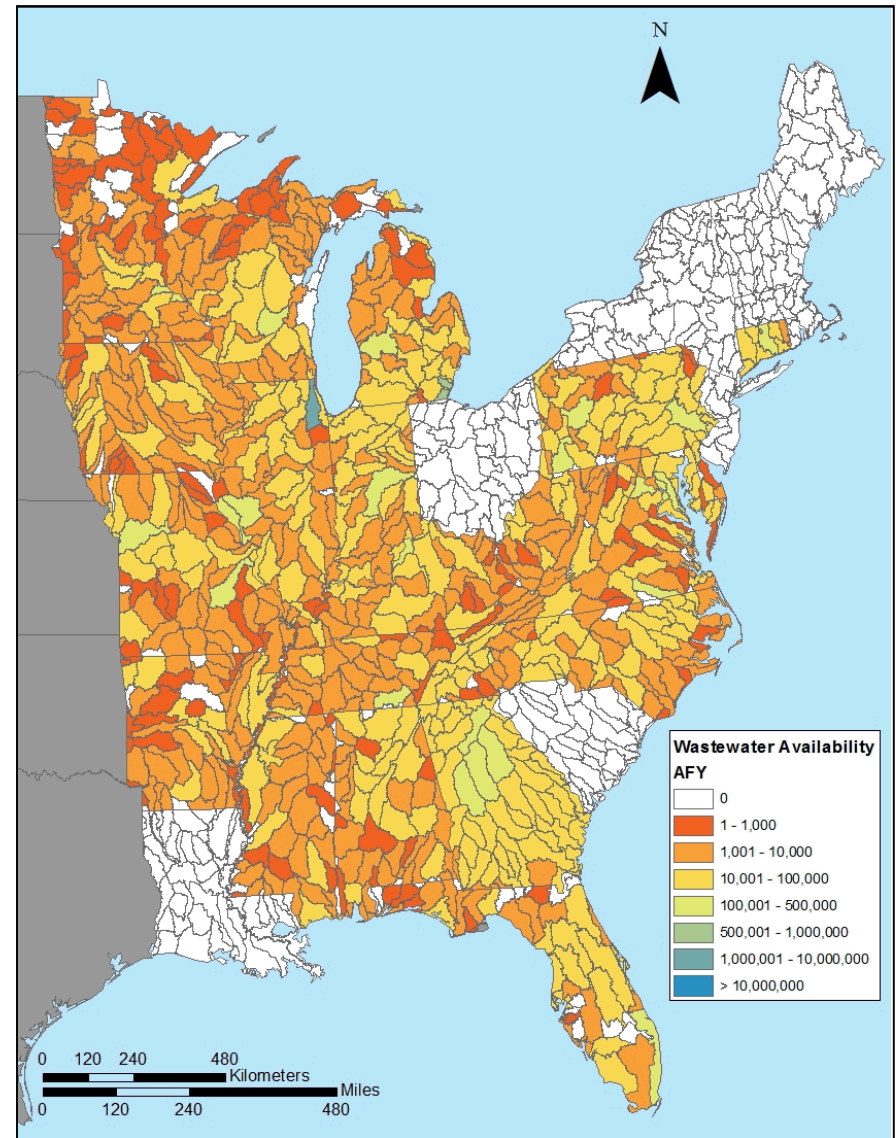 N
Wastewater Availability
AFY
0
1 - 1,000
1,001 - 10,000
10,001 - 100,000
100,001 - 500,000
500,001 - 1,000,000
1,000,001 - 10,000,000
> 10,000,000
0 120 240 480
Kilometers
Miles
0 120 240 480